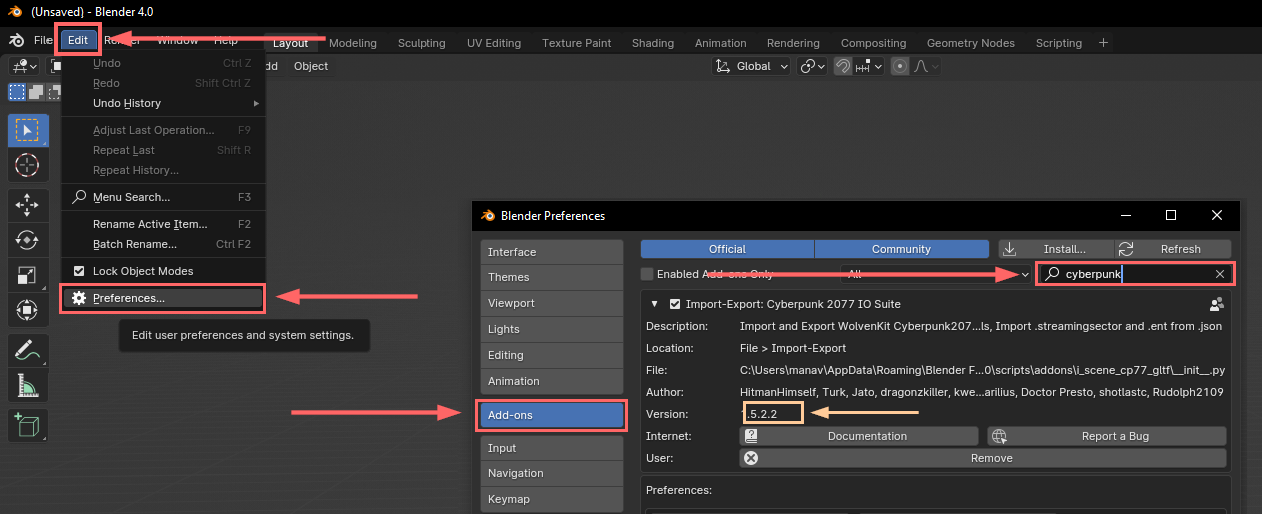 (Unsaved) - Blender 4.0
File Edit Render Window Help Layout Modeling Sculpting UV Editing Texture Paint Shading Animation Rendering Compositing Geometry Nodes Scripting +
Object Global
Undo Ctrl Z
Redo Shift Ctrl Z
Undo History
Adjust Last Operation... F9
Repeat Last Shift R
Repeat History...
Menu Search... F3
Rename Active Item... F2
Batch Rename... Ctrl F2
Lock Object Modes
Preferences...
Edit user preferences and system settings.
Blender Preferences
Interface
Themes
Viewport
Lights
Editing
Animation
Add-ons
Input
Navigation
Keymap
Official Community Install... Refresh
Enabled Add-ons Only All cyberpunk
Import-Export: Cyberpunk 2077 IO Suite
Description: Import and Export WolvenKit Cyberpunk207...ls, Import .streamingsector and .ent from .json
Location: File > Import-Export
File: C:\Users\manav\AppData\Roaming\Blender F...0\scripts\addons\i_scene_cp77_gltf\__init__.py
Author: HitmanHimself, Turk, Jato, dragonzkiller, kwe...arilius, Doctor Presto, shotlastc, Rudolph2109
Version: .5.2.2
Internet: Documentation Report a Bug
User: Remove
Preferences: